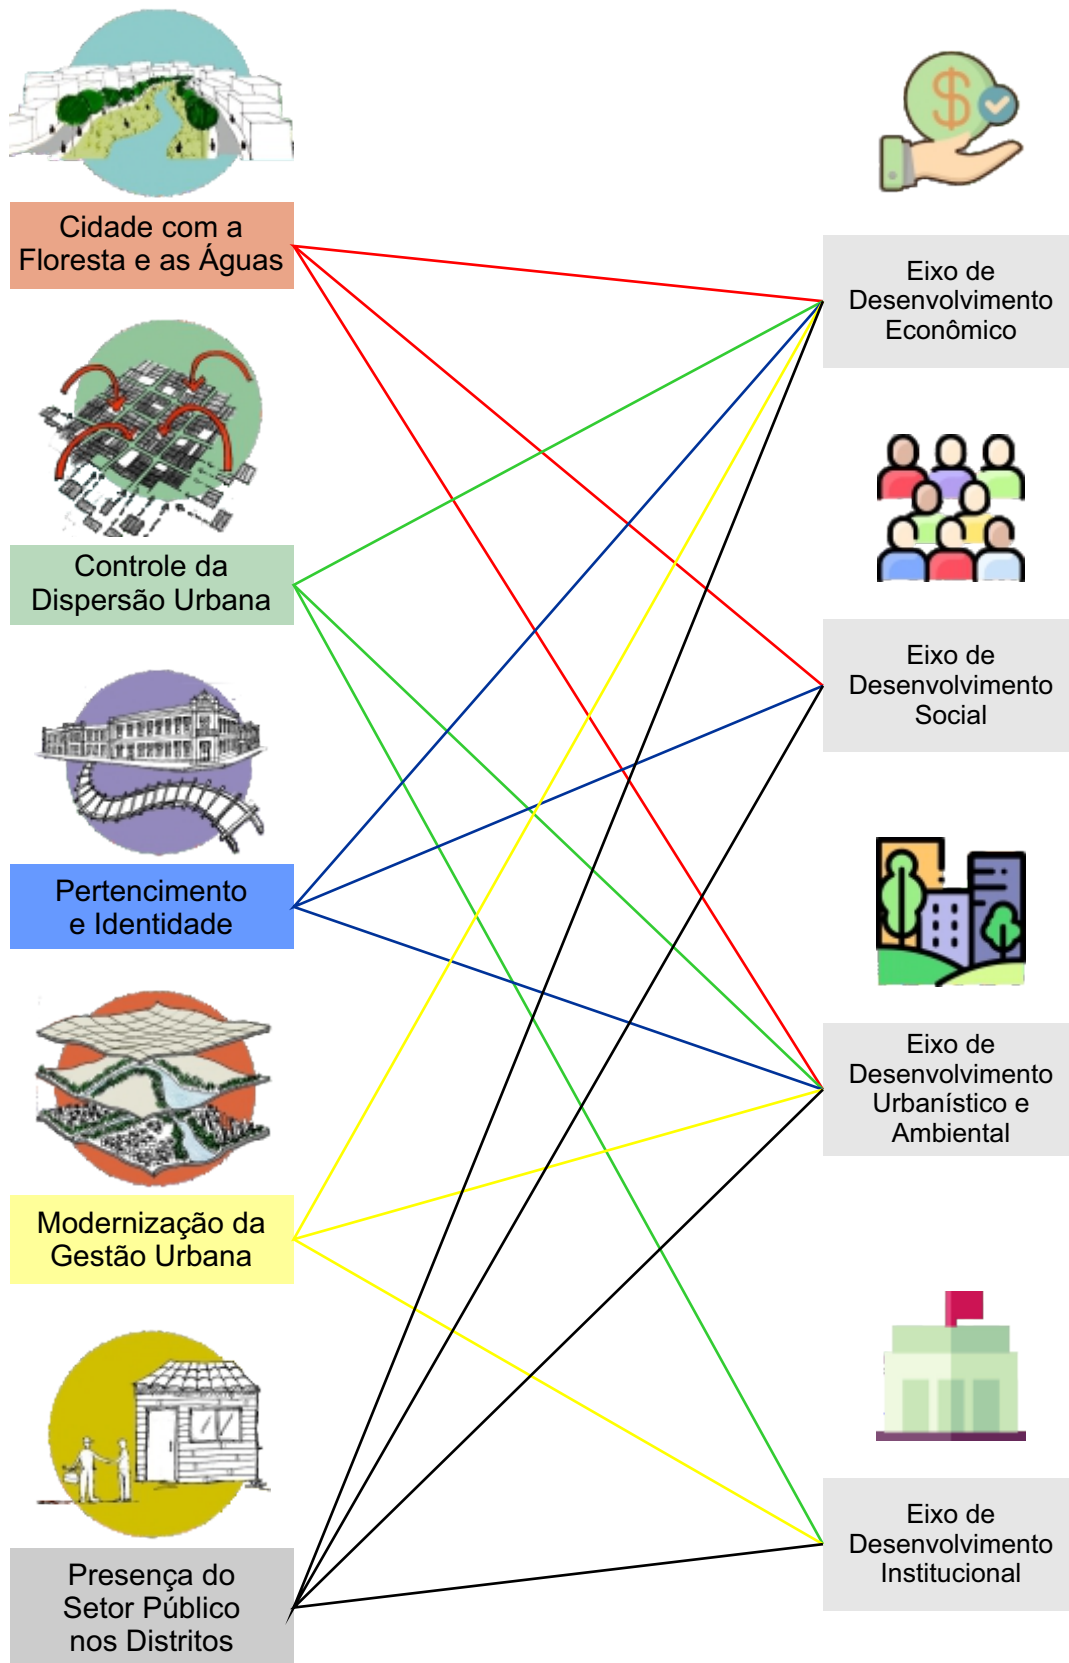 Cidade com a
Floresta e as Águas
Controle da
Dispersão Urbana
Pertencimento
e Identidade
Modernização da
Gestão Urbana
Presença do
Setor Público
nos Distritos
Eixo de
Desenvolvimento
Econômico
Eixo de
Desenvolvimento
Social
Eixo de
Desenvolvimento
Urbanístico e
Ambiental
Eixo de
Desenvolvimento
Institucional